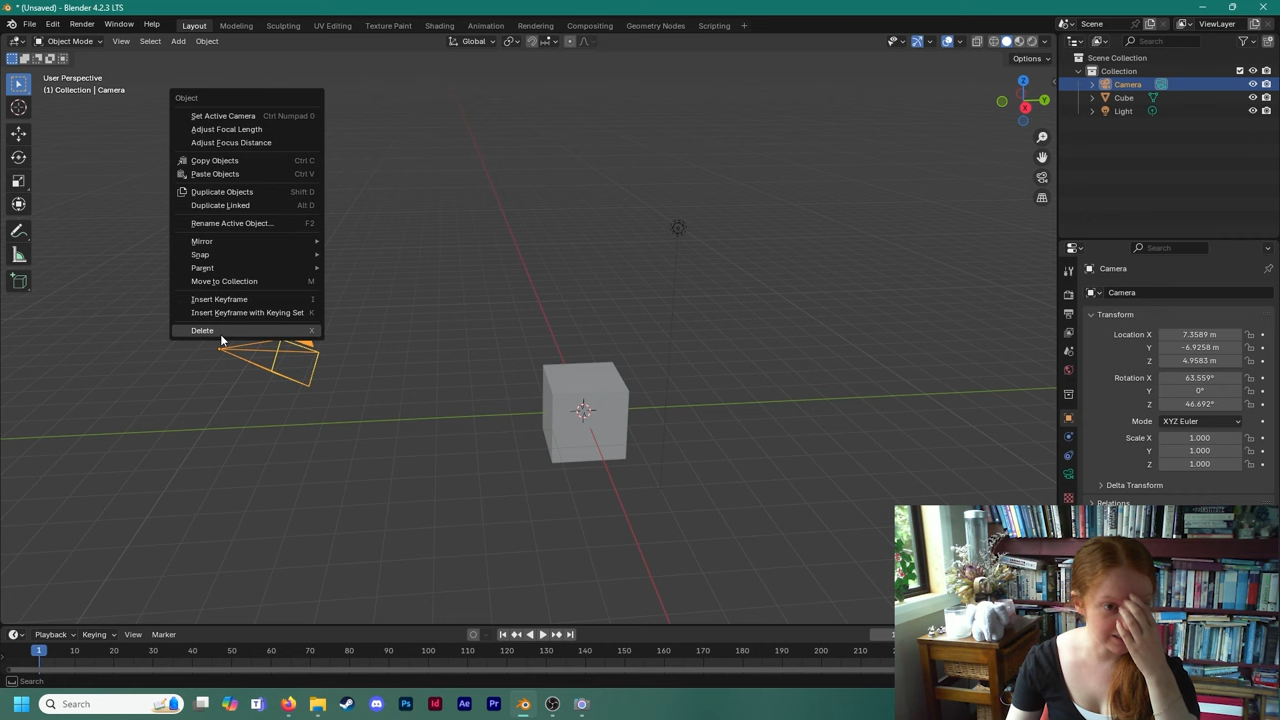 * (Unsaved) - Blender 4.2.3 LTS
File Edit Render Window Help
Layout Modeling Sculpting UV Editing Texture Paint Shading Animation Rendering Compositing Geometry Nodes Scripting +
Scene
ViewLayer
Object Mode View Select Add Object
Global
Search
Options
User Perspective
(1) Collection | Camera
Scene Collection
Collection
Camera
Cube
Light
Z
Y
X
Object
Set Active Camera Ctrl Numpad 0
Adjust Focal Length
Adjust Focus Distance
Copy Objects Ctrl C
Paste Objects Ctrl V
Duplicate Objects Shift D
Duplicate Linked Alt D
Rename Active Object... F2
Mirror
Snap
Parent
Move to Collection M
Insert Keyframe I
Insert Keyframe with Keying Set K
Delete X
Search
Camera
Camera
Transform
Location X 7.3589 m
Y -6.9258 m
Z 4.9583 m
Rotation X 63.559°
Y 0°
Z 46.692°
Mode XYZ Euler
Scale X 1.000
Y 1.000
Z 1.000
Delta Transform
Relations
Playback Keying View Marker
1 10 20 30 40 50 60 70 80 90 100 110 120 130 140 150 160 170 180 190 200 210
Search
Search
Ps Id Ae Pr